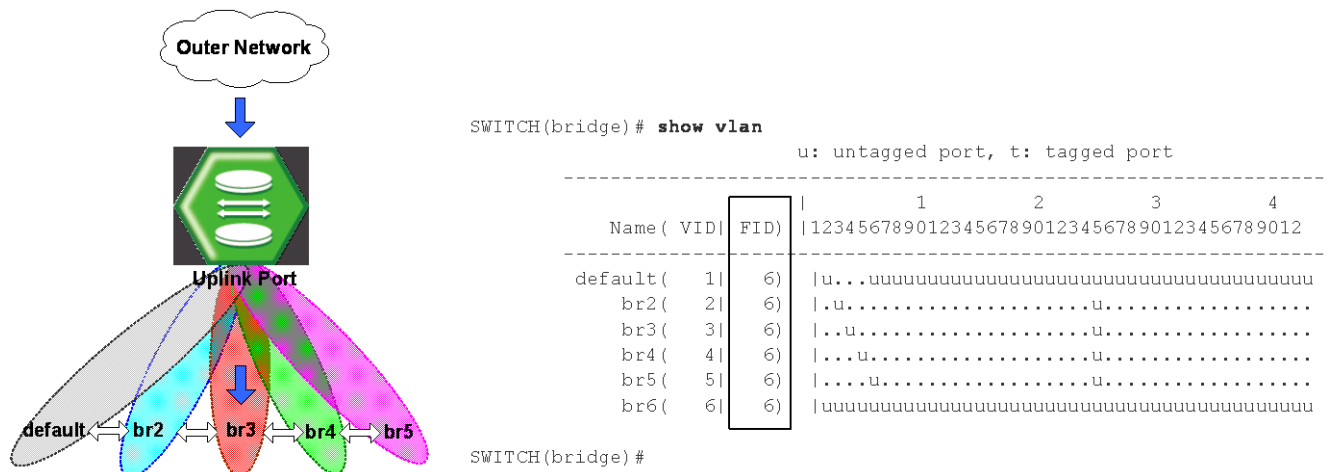 Outer Network
Uplink Port
default br2 br3 br4 br5
SWITCH(bridge)# show vlan
u: untagged port, t: tagged port
--------------------------------------------------------------
| 1 2 3 4
Name( VID| FID) |123456789012345678901234567890123456789012
--------------------------------------------------------------
default( 1| 6) |u...uuuuuuuuuuuuuuuuuuuuuuuuuuuuuuuuuuuuuu
br2( 2| 6) |.u.....................u..................
br3( 3| 6) |..u....................u..................
br4( 4| 6) |...u...................u..................
br5( 5| 6) |....u..................u..................
br6( 6| 6) |uuuuuuuuuuuuuuuuuuuuuuuuuuuuuuuuuuuuuuuuuu
SWITCH(bridge)#